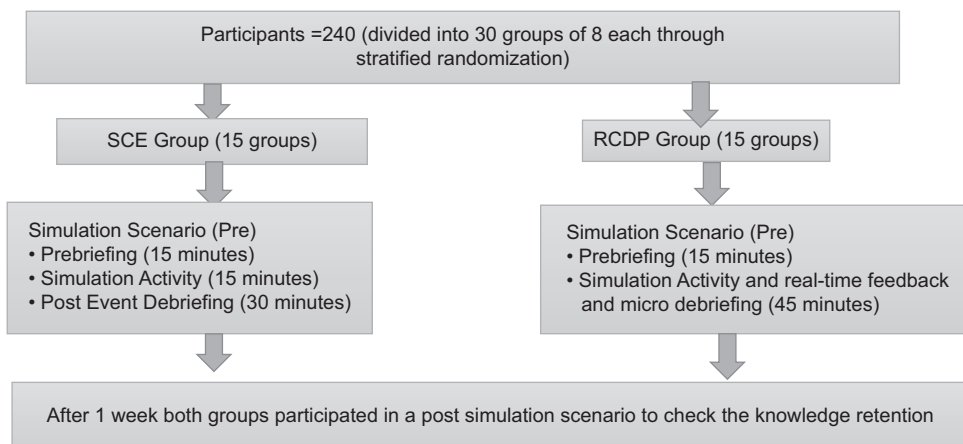 Participants =240 (divided into 30 groups of 8 each through
stratified randomization)
SCE Group (15 groups)
RCDP Group (15 groups)
Simulation Scenario (Pre)
• Prebriefing (15 minutes)
• Simulation Activity (15 minutes)
• Post Event Debriefing (30 minutes)
Simulation Scenario (Pre)
• Prebriefing (15 minutes)
• Simulation Activity and real-time feedback
and micro debriefing (45 minutes)
After 1 week both groups participated in a post simulation scenario to check the knowledge retention